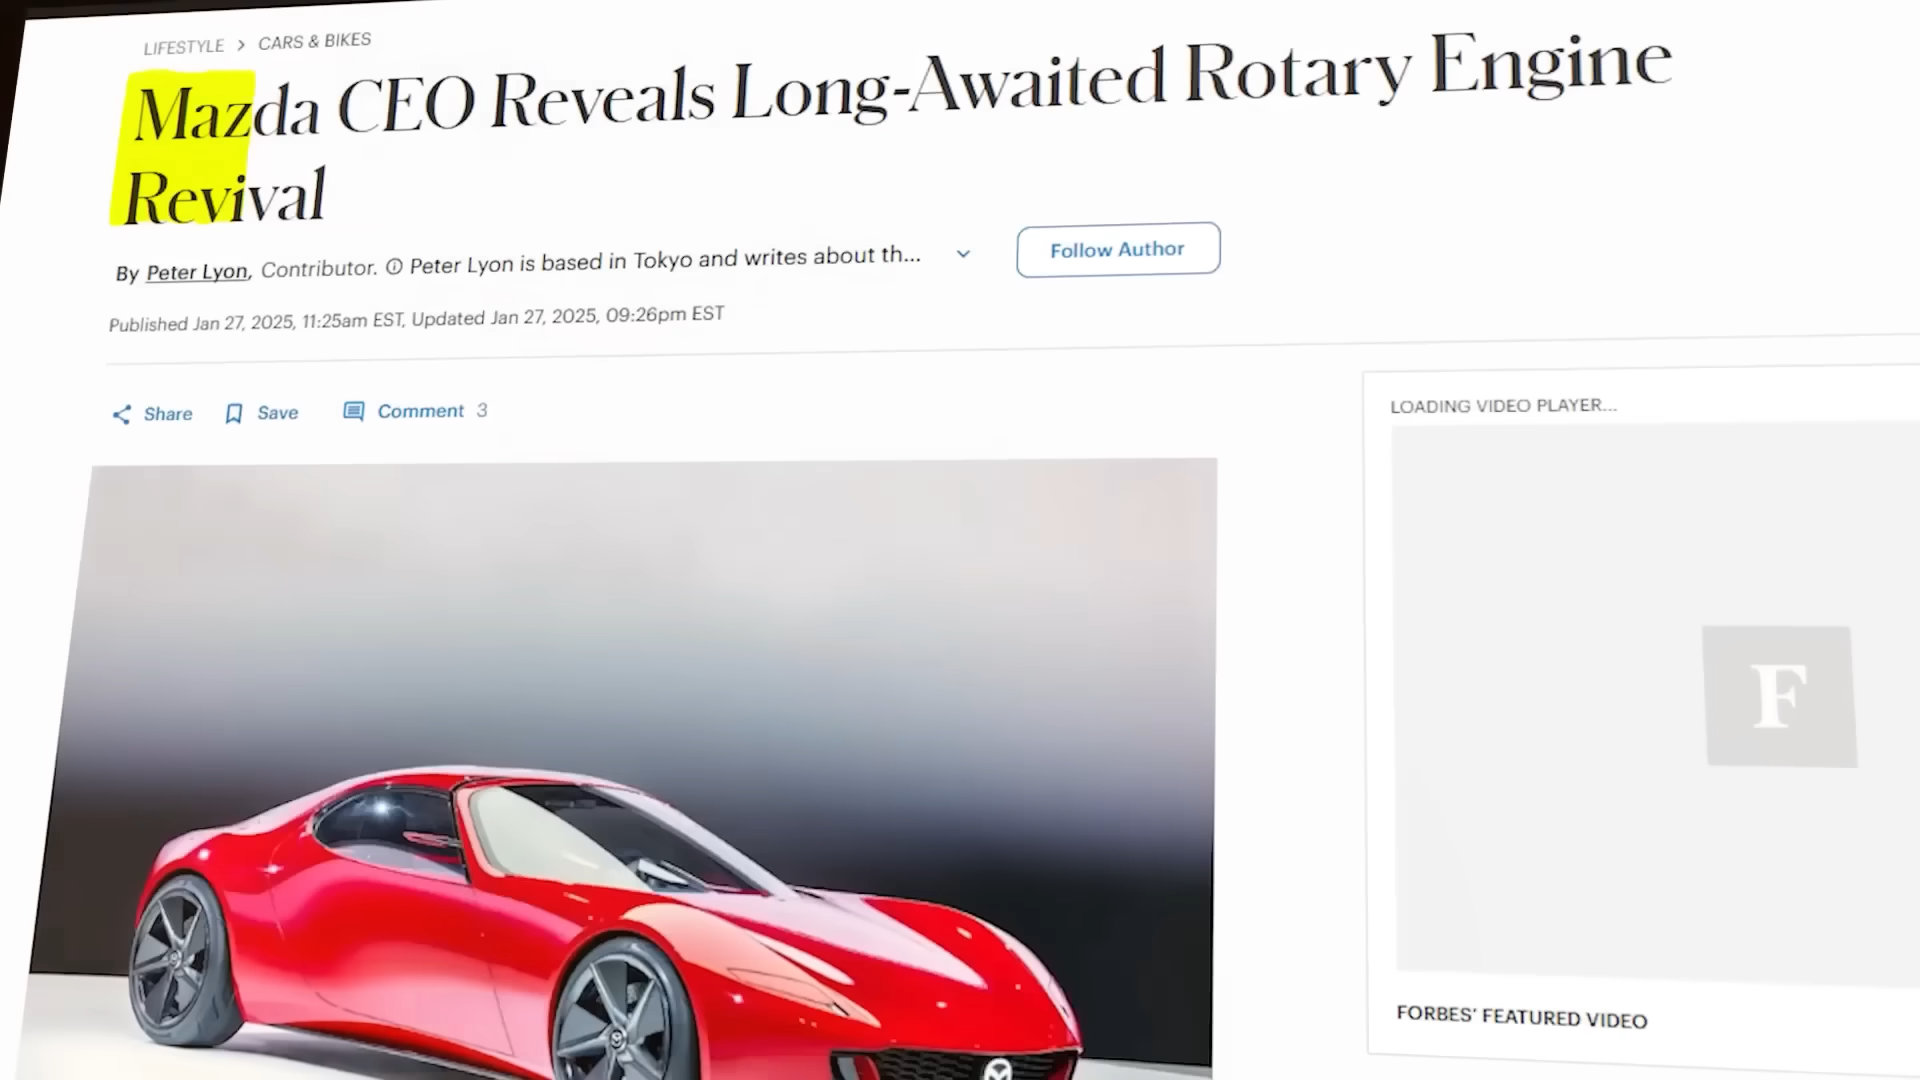 LIFESTYLE > CARS & BIKES
Mazda CEO Reveals Long-Awaited Rotary Engine
Revival
By Peter Lyon, Contributor. ⓘ Peter Lyon is based in Tokyo and writes about th...
Follow Author
Published Jan 27, 2025, 11:25am EST, Updated Jan 27, 2025, 09:26pm EST
Share
Save
Comment 3
LOADING VIDEO PLAYER...
F
FORBES' FEATURED VIDEO